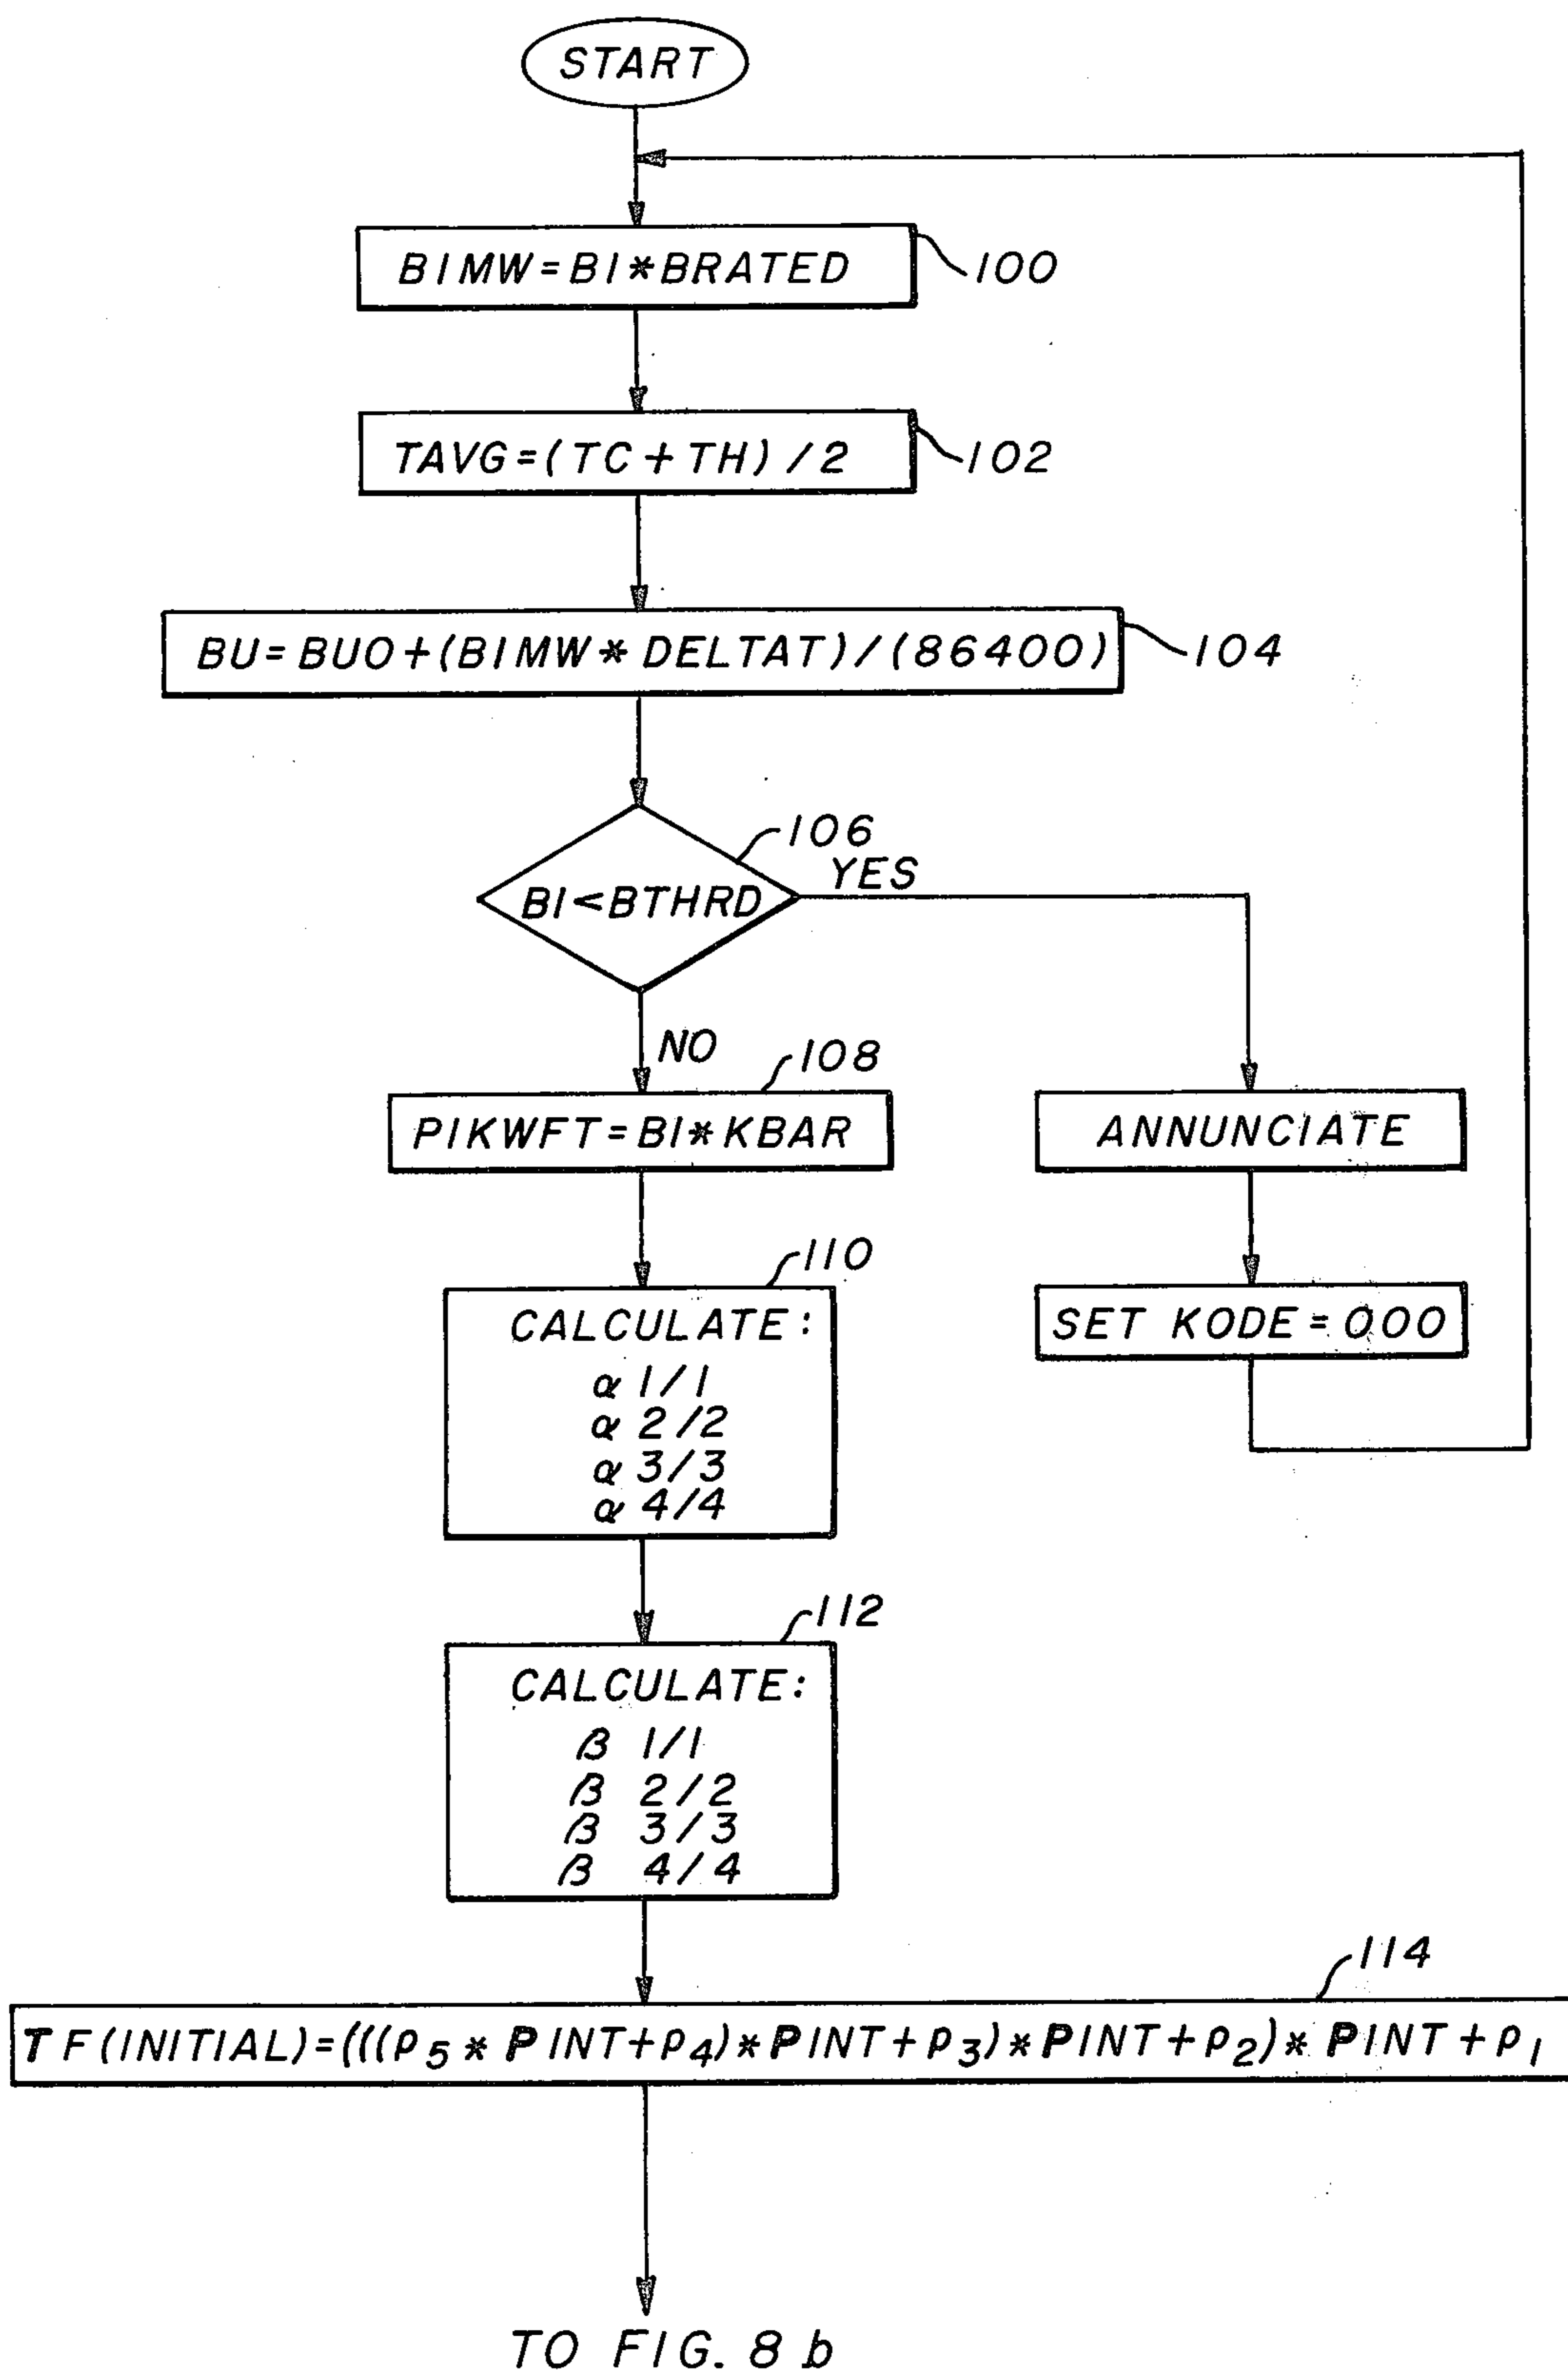 START
BIMW=BI*BRATED
100
TAVG=(TC+TH)/2
102
BU=BUO+(BIMW*DELTAT)/(86400)
104
106
YES
BI<BTHRD
NO
108
PIKWFT=BI*KBAR
ANNUNCIATE
110
CALCULATE:
α 1/1
α 2/2
α 3/3
α 4/4
SET KODE=000
112
CALCULATE:
β 1/1
β 2/2
β 3/3
β 4/4
114
TF(INITIAL)=(((ρ5*PINT+ρ4)*PINT+ρ3)*PINT+ρ2)*PINT+ρ1
TO FIG. 8b